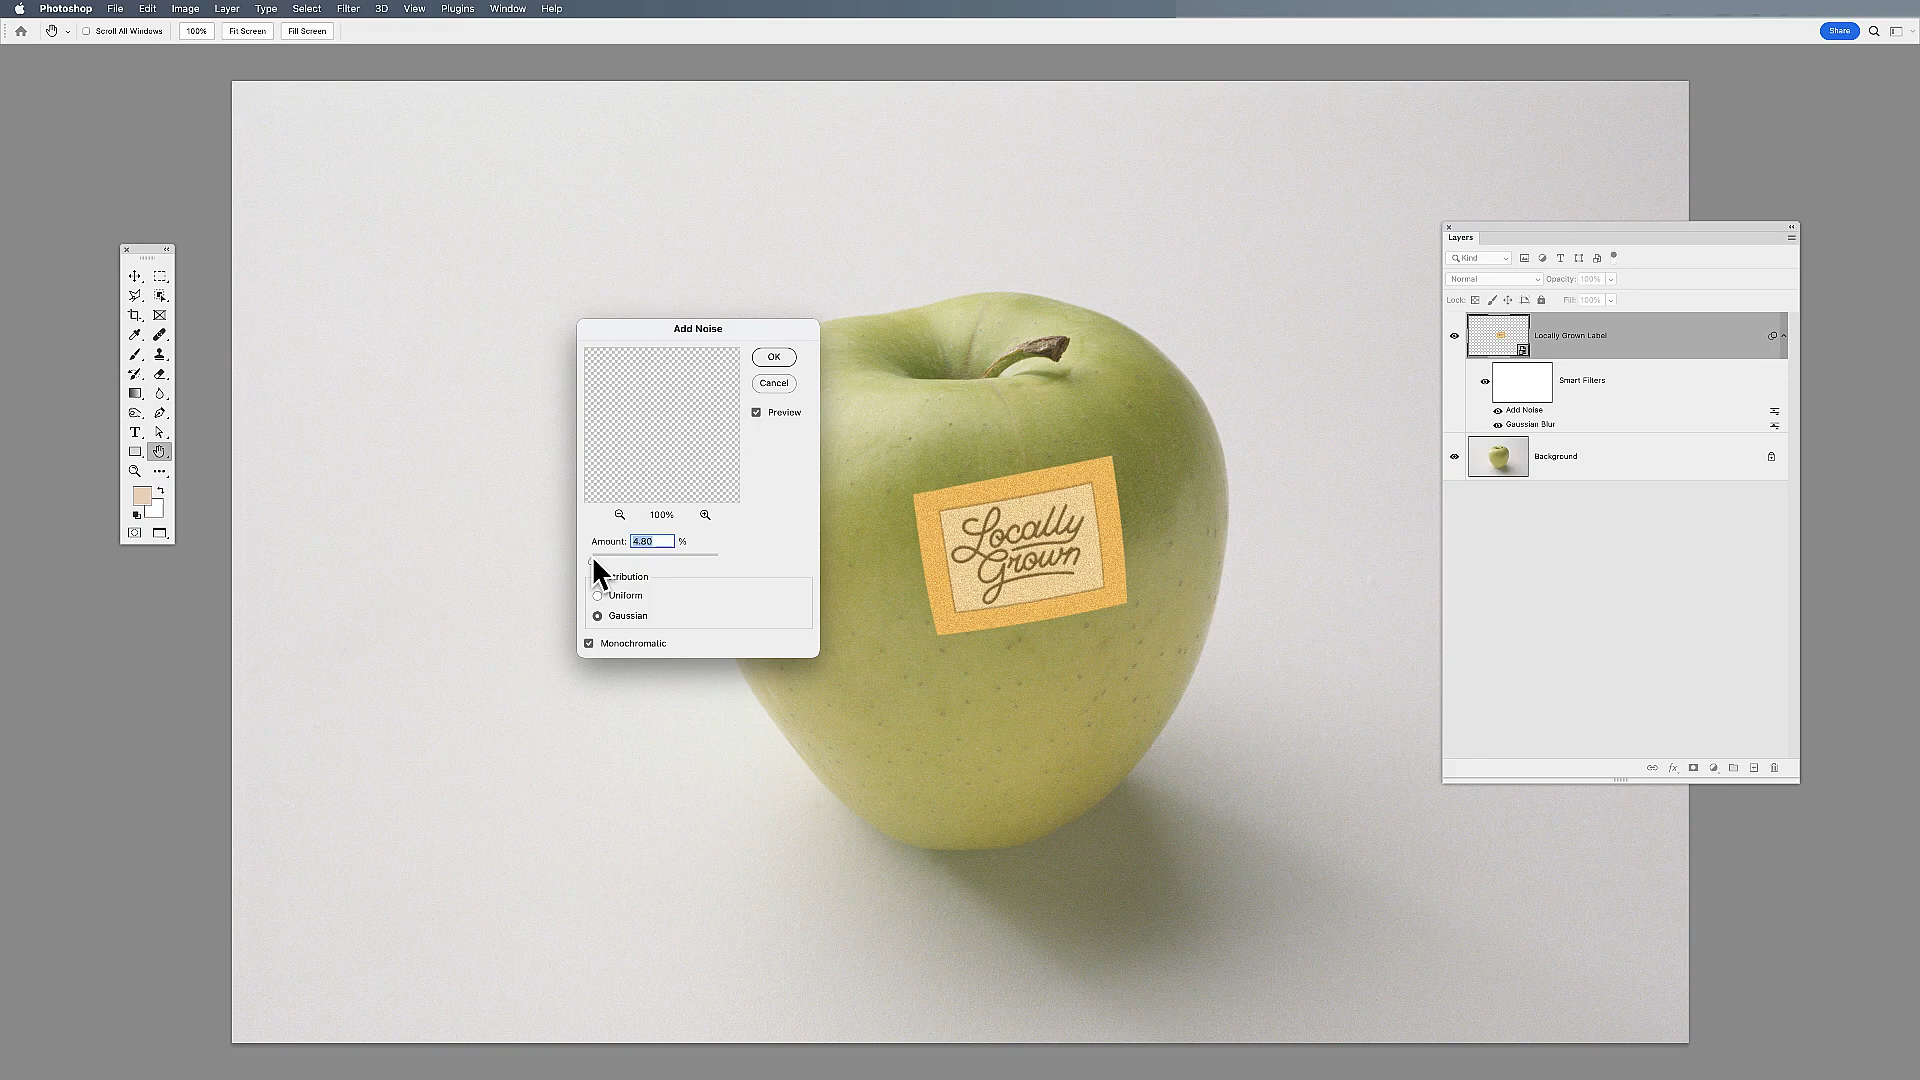 Photoshop File Edit Image Layer Type Select Filter 3D View Plugins Window Help
Scroll All Windows 100% Fit Screen Fill Screen Share
Layers
Kind
Normal Opacity: 100%
Lock: Fill: 100%
Locally Grown Label
Smart Filters
Add Noise
Gaussian Blur
Background
fx
Add Noise
OK
Cancel
Preview
100%
Amount: 4.80 %
tribution
Uniform
Gaussian
Monochromatic
Locally
Grown